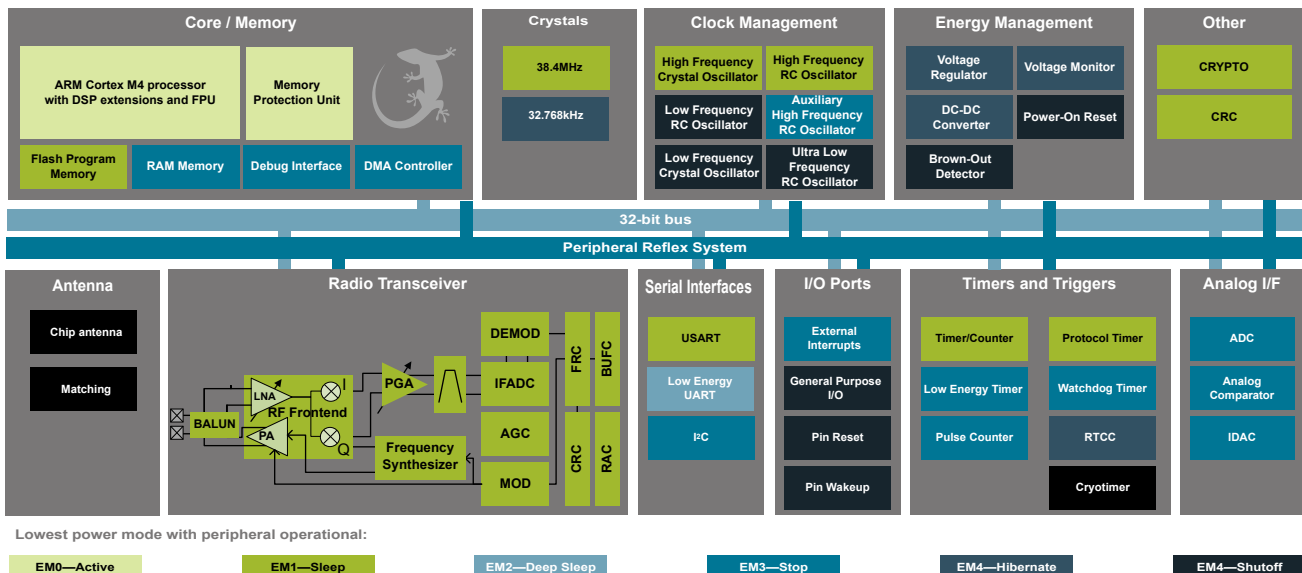 Core / Memory
Crystals
Clock Management
Energy Management
Other
ARM Cortex M4 processor
with DSP extensions and FPU
Memory
Protection Unit
Flash Program
Memory
RAM Memory
Debug Interface
DMA Controller
38.4MHz
32.768kHz
High Frequency
Crystal Oscillator
High Frequency
RC Oscillator
Low Frequency
RC Oscillator
Auxiliary
High Frequency
RC Oscillator
Low Frequency
Crystal Oscillator
Ultra Low
Frequency
RC Oscillator
Voltage
Regulator
Voltage Monitor
DC-DC
Converter
Power-On Reset
Brown-Out
Detector
CRYPTO
CRC
32-bit bus
Peripheral Reflex System
Antenna
Radio Transceiver
Serial Interfaces
I/O Ports
Timers and Triggers
Analog I/F
Chip antenna
Matching
BALUN
LNA
RF Frontend
PA
I
Q
PGA
Frequency
Synthesizer
DEMOD
IFADC
AGC
MOD
FRC
BUFC
CRC
RAC
USART
Low Energy
UART
I²C
External
Interrupts
General Purpose
I/O
Pin Reset
Pin Wakeup
Timer/Counter
Protocol Timer
Low Energy Timer
Watchdog Timer
Pulse Counter
RTCC
Cryotimer
ADC
Analog
Comparator
IDAC
Lowest power mode with peripheral operational:
EM0—Active
EM1—Sleep
EM2—Deep Sleep
EM3—Stop
EM4—Hibernate
EM4—Shutoff